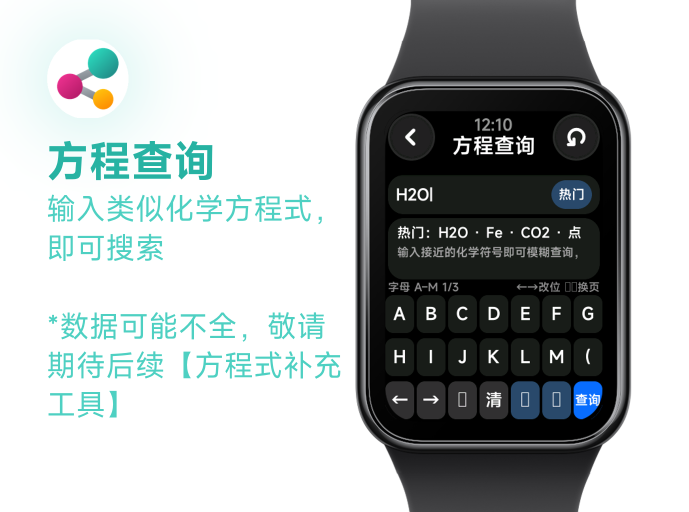 方程查询
输入类似化学方程式，
即可搜索
*数据可能不全，敬请
期待后续【方程式补充
工具】
12:10
方程查询
H2O
热门
热门：H2O · Fe · CO2 · 点
输入接近的化学符号即可模糊查询，
字母 A-M 1/3 ←→改位 换页
A B C D E F G
H I J K L M (
← → 清 查询